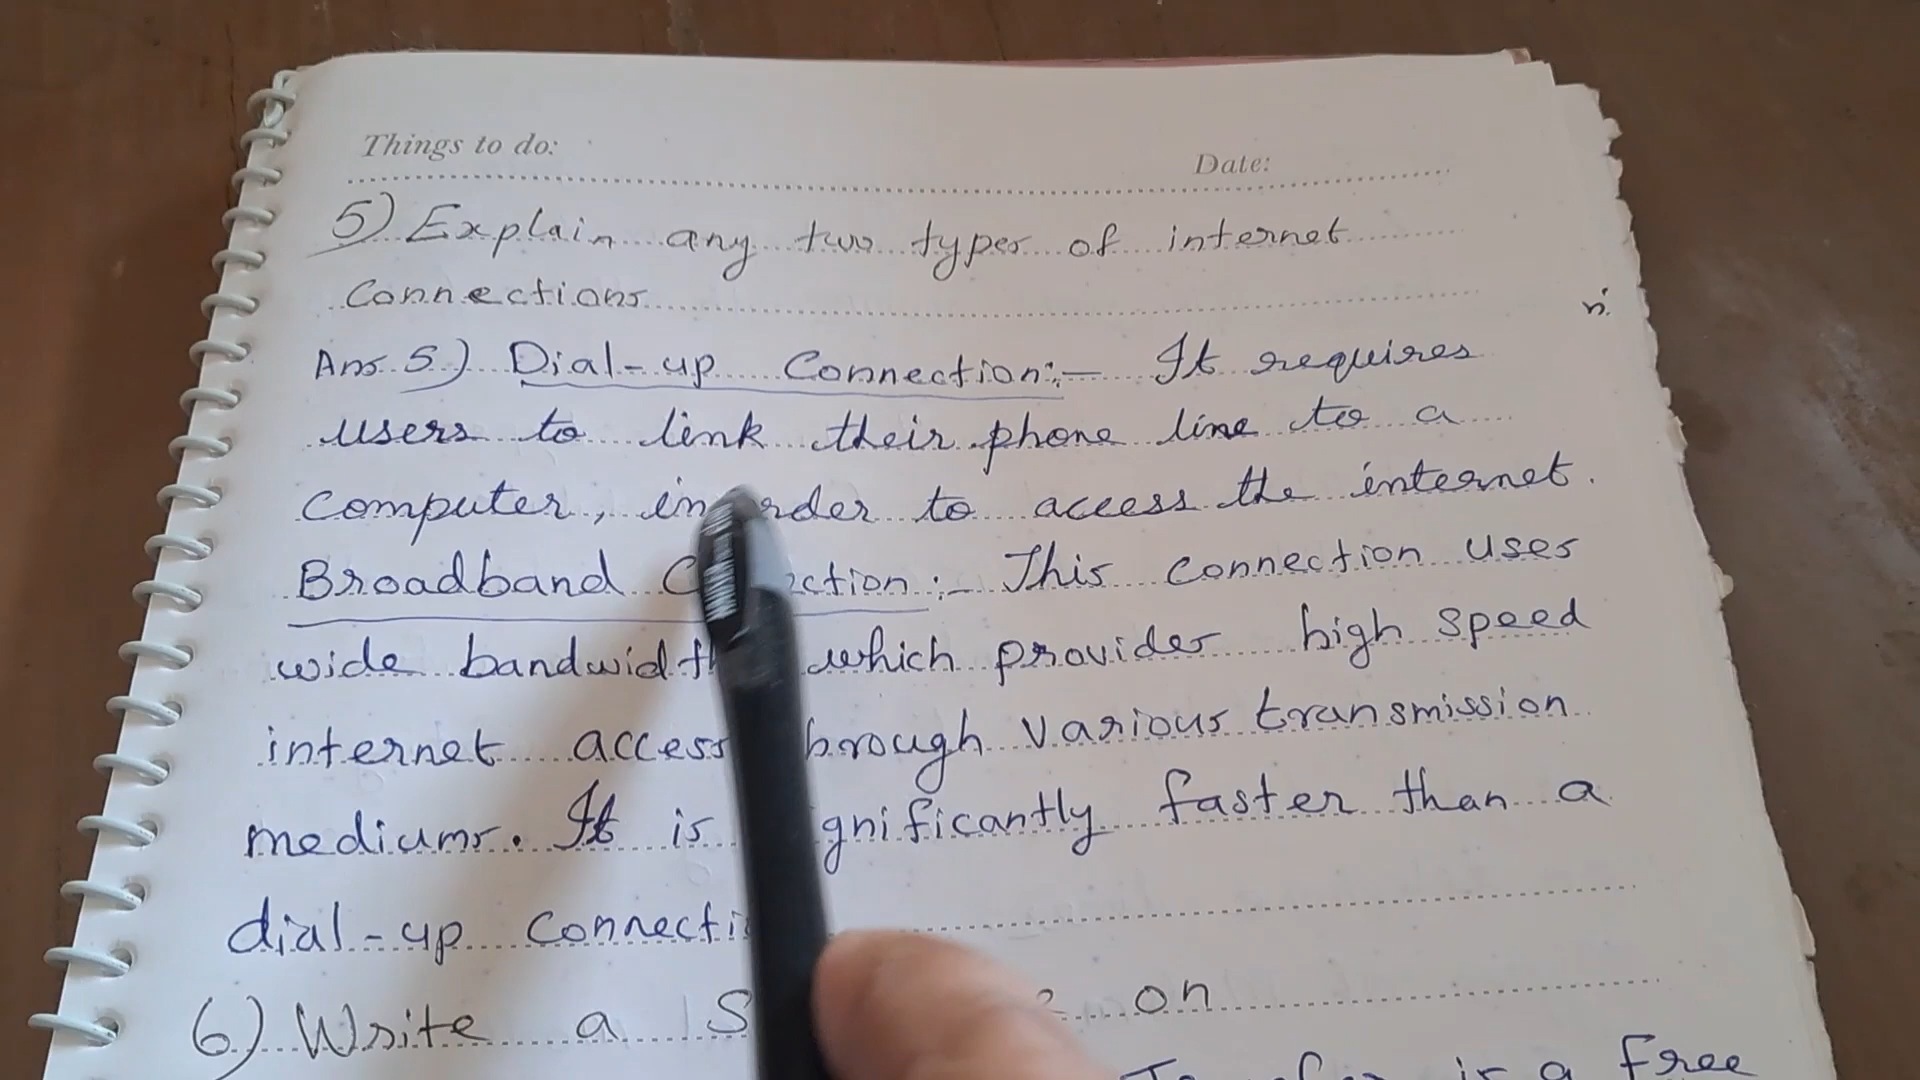 Things to do:
Date:
5) Explain any two types of internet
Connections
Ans 5) Dial-up Connection:- It requires
users to link their phone line to a
Computer, in order to access the internet.
Broadband Connection:- This connection uses
wide bandwidth which provides high speed
internet access through various transmission
mediums. It is significantly faster than a
dial-up connection
6) Write a on
is a free